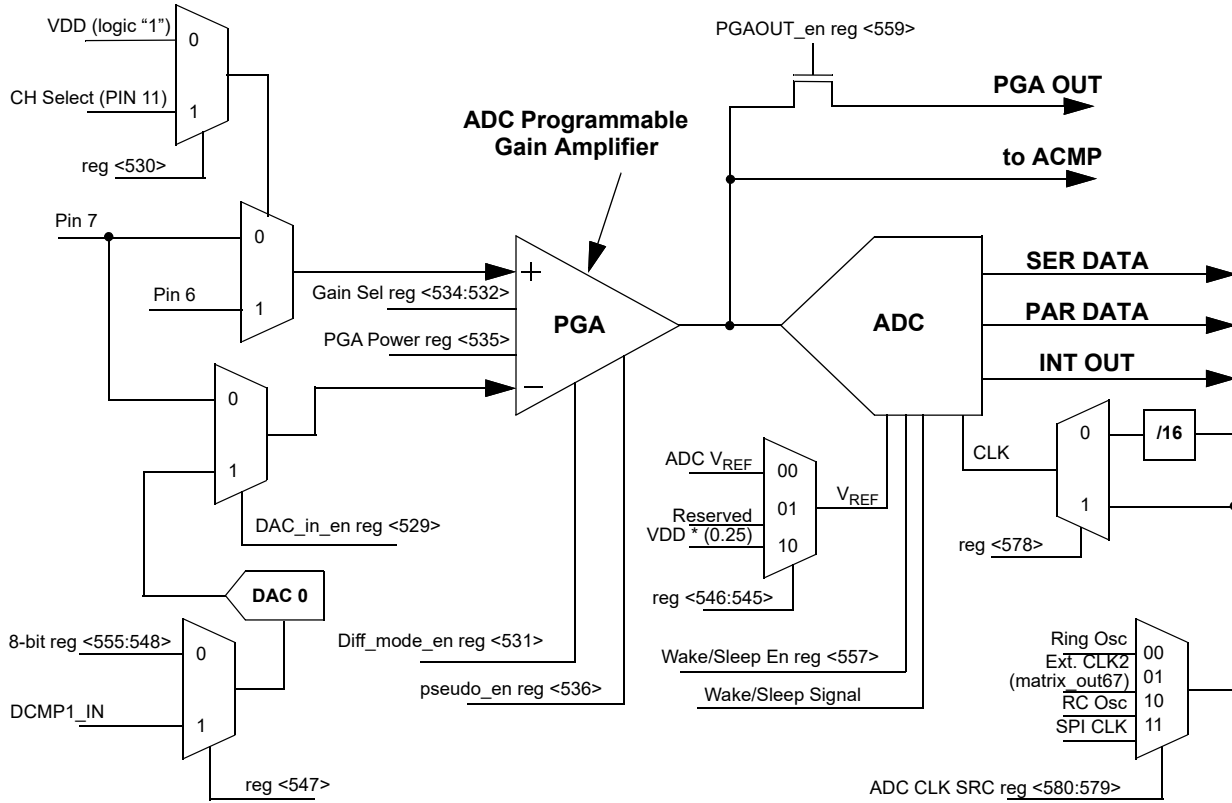 VDD (logic “1”)
0
CH Select (PIN 11)
1
reg <530>
PGAOUT_en reg <559>
PGA OUT
to ACMP
ADC Programmable
Gain Amplifier
Pin 7
0
Pin 6
1
+
Gain Sel reg <534:532>
PGA
PGA Power reg <535>
−
ADC
SER DATA
PAR DATA
INT OUT
0
1
DAC_in_en reg <529>
DAC 0
8-bit reg <555:548>
0
DCMP1_IN
1
reg <547>
Diff_mode_en reg <531>
pseudo_en reg <536>
ADC VREF
00
Reserved
01
VDD * (0.25)
10
VREF
reg <546:545>
Wake/Sleep En reg <557>
Wake/Sleep Signal
CLK
0
/16
1
reg <578>
Ring Osc
00
Ext. CLK2
01
(matrix_out67)
RC Osc
10
SPI CLK
11
ADC CLK SRC reg <580:579>